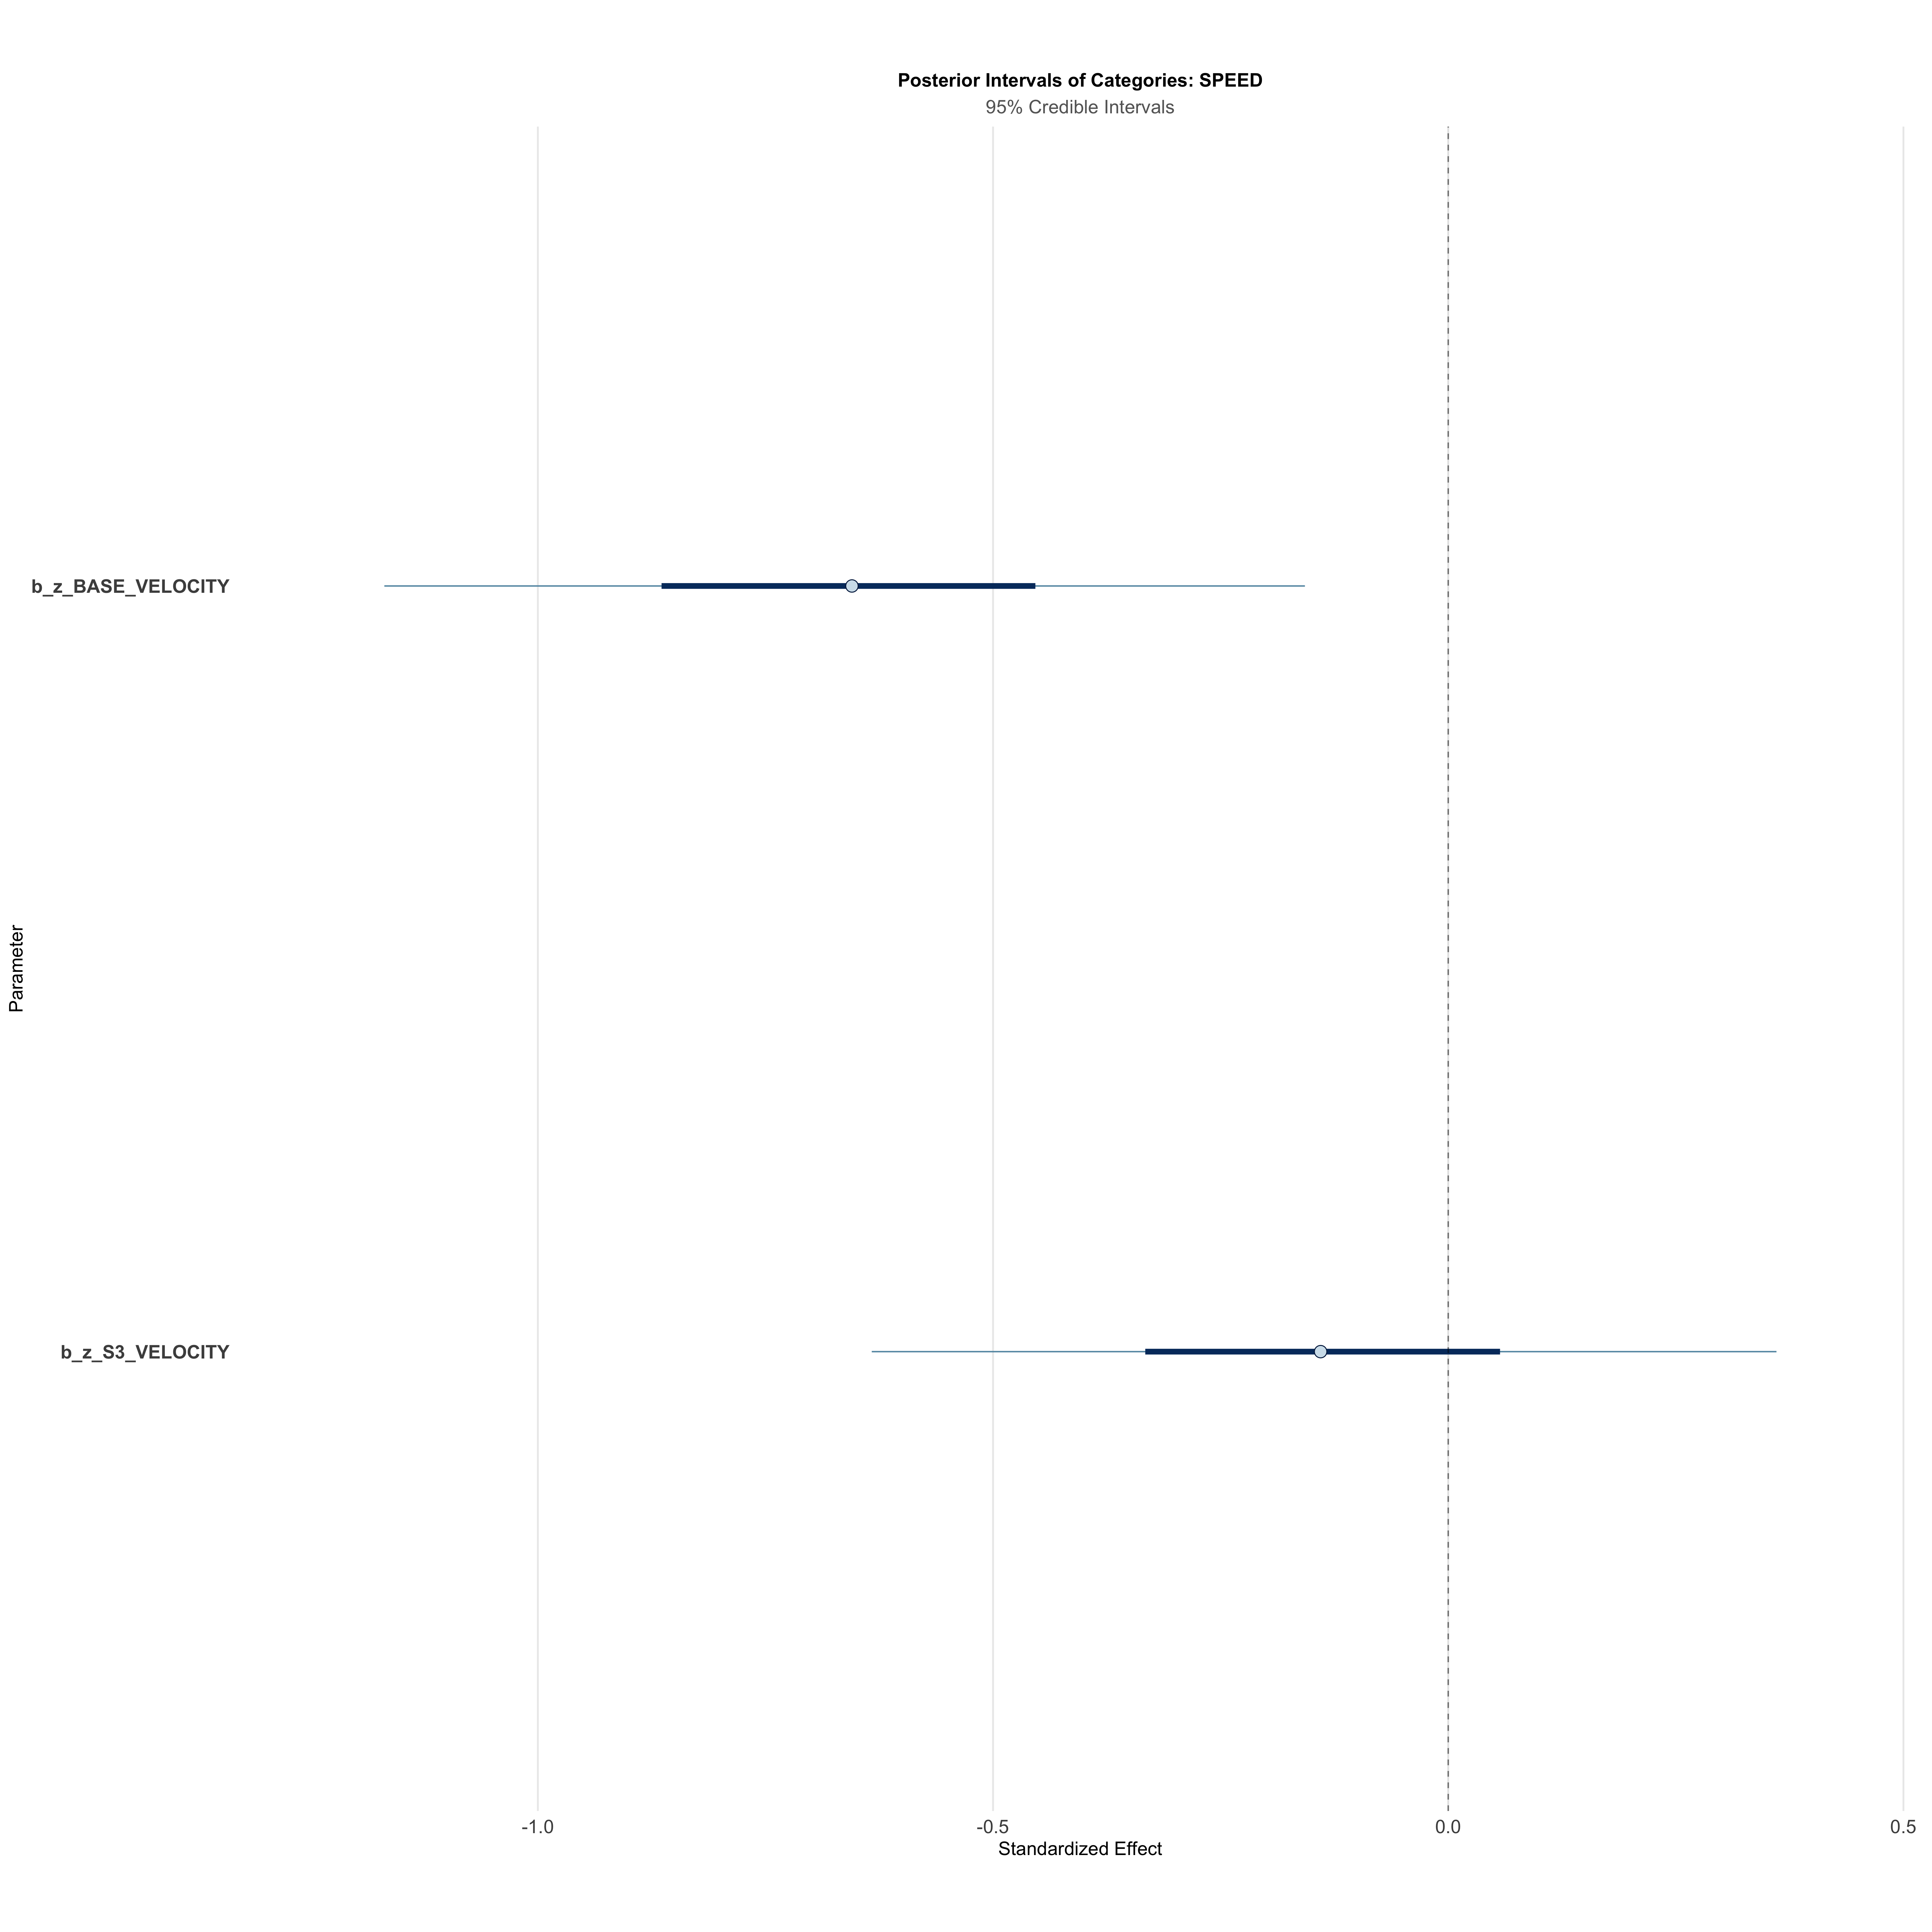 Posterior Intervals of Categories: SPEED
95% Credible Intervals
Parameter
b_z_BASE_VELOCITY
b_z_S3_VELOCITY
-1.0
-0.5
0.0
0.5
Standardized Effect